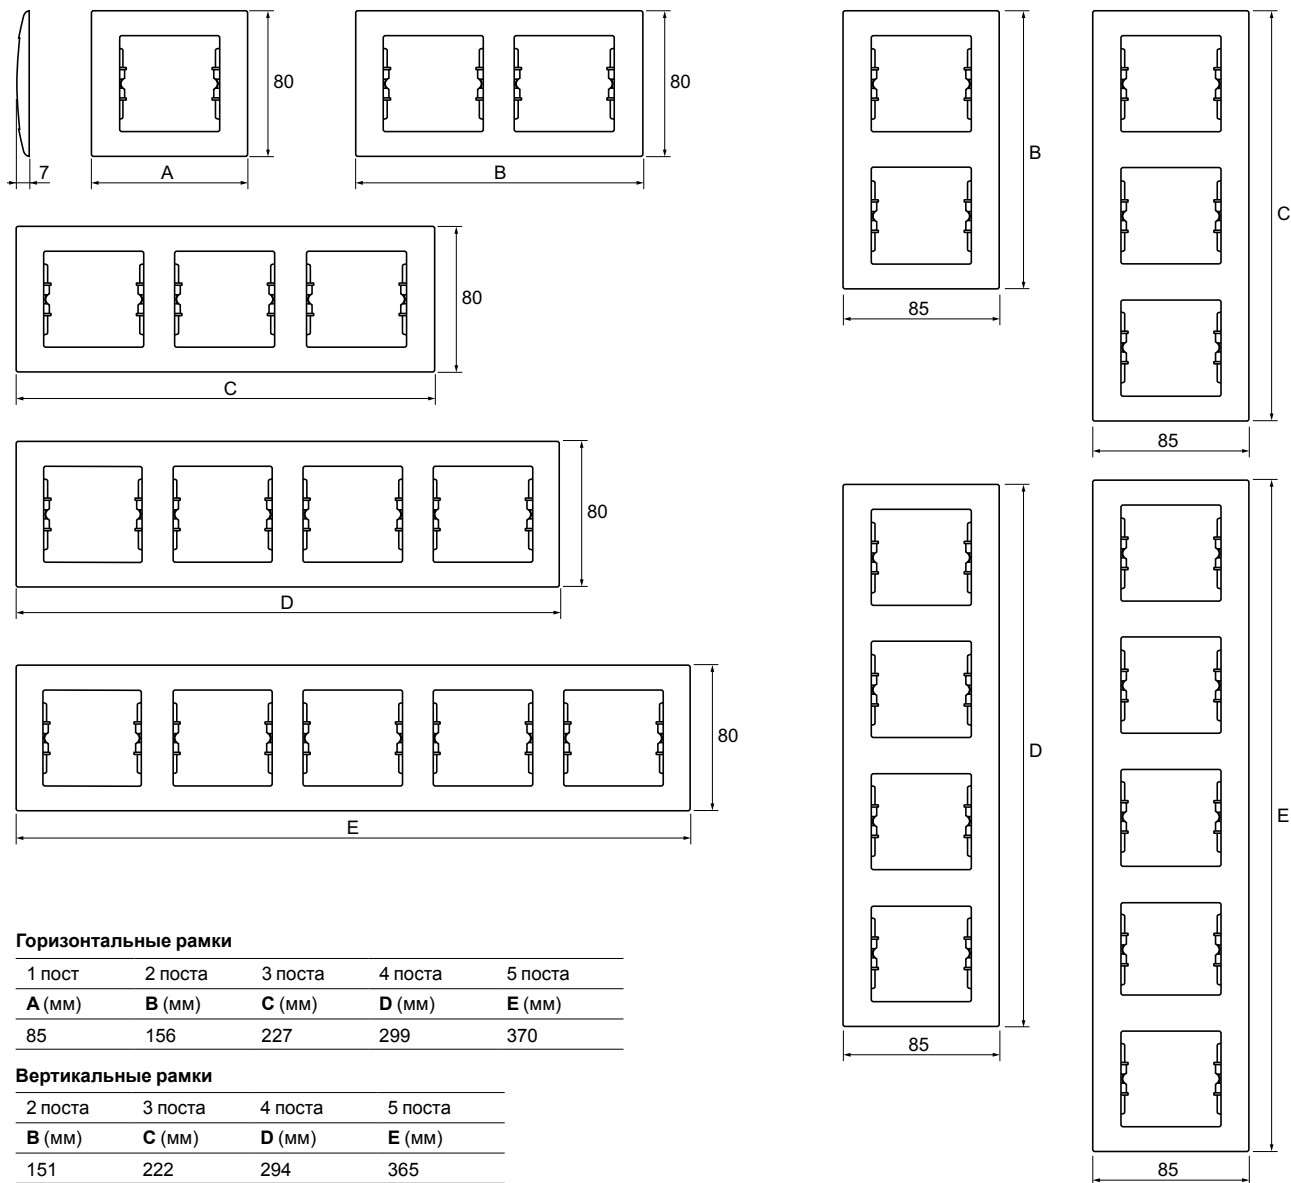 80
7
A
80
B
80
C
80
D
80
E
B
85
C
85
D
85
E
85
Горизонтальные рамки
1 пост 2 поста 3 поста 4 поста 5 поста
A (мм) B (мм) C (мм) D (мм) E (мм)
85 156 227 299 370
Вертикальные рамки
2 поста 3 поста 4 поста 5 поста
B (мм) C (мм) D (мм) E (мм)
151 222 294 365